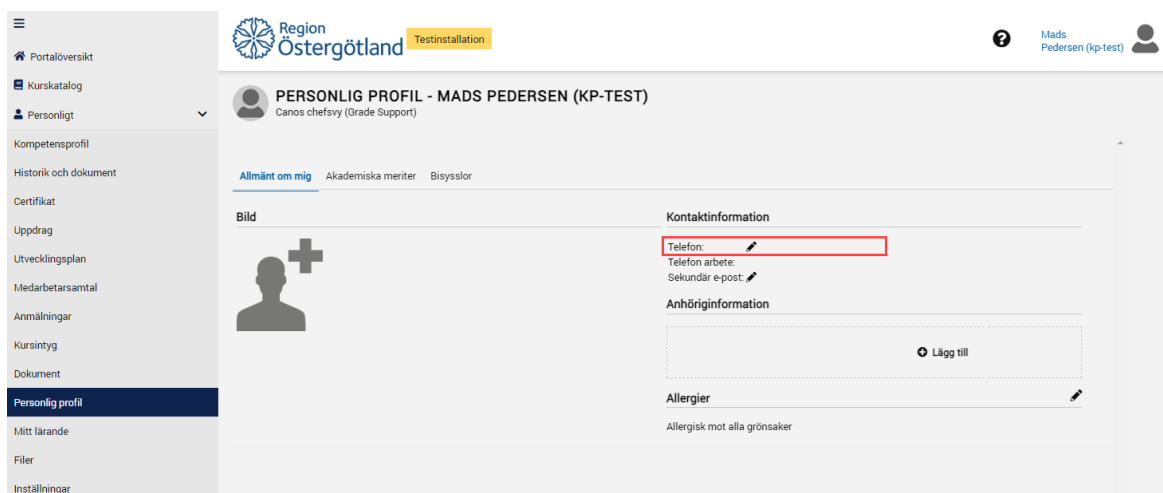 Region
Östergötland
Testinstallation
Mads
Pedersen (kp-test)
Portalöversikt
Kurskatalog
Personligt
Kompetensprofil
Historik och dokument
Certifikat
Uppdrag
Utvecklingsplan
Medarbetarsamtal
Anmälningar
Kursintyg
Dokument
Personlig profil
Mitt lärande
Filer
Inställningar
PERSONLIG PROFIL - MADS PEDERSEN (KP-TEST)
Canos chefsvy (Grade Support)
Allmänt om mig Akademiska meriter Bisysslor
Bild
Kontaktinformation
Telefon:
Telefon arbete:
Sekundär e-post:
Anhöriginformation
Lägg till
Allergier
Allergisk mot alla grönsaker